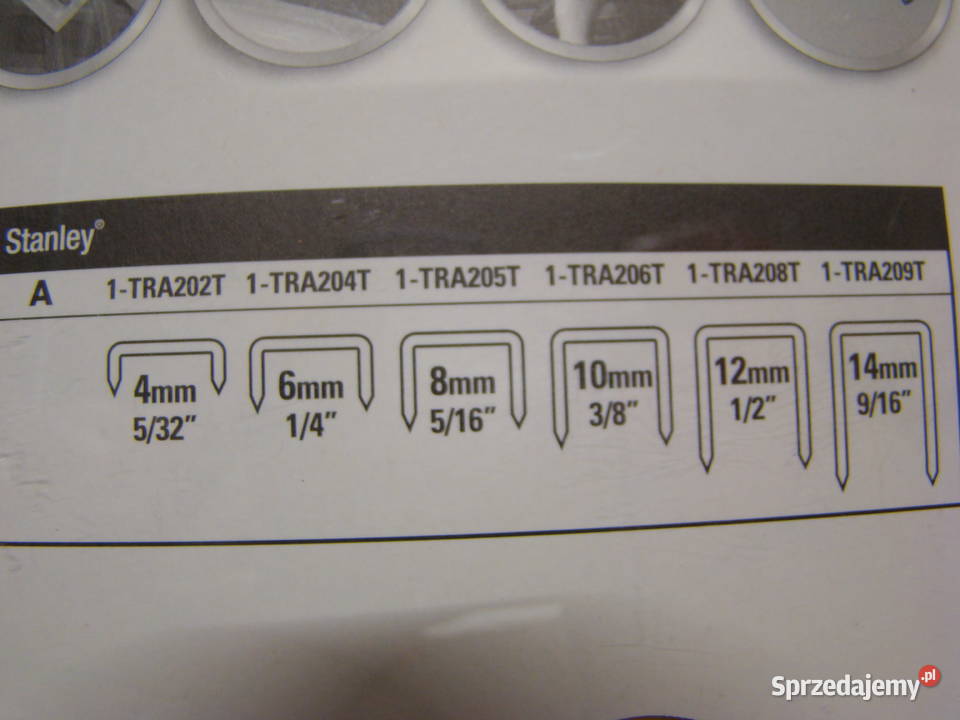 Stanley®
A 1-TRA202T 1-TRA204T 1-TRA205T 1-TRA206T 1-TRA208T 1-TRA209T
4mm 6mm 8mm 10mm 12mm 14mm
5/32" 1/4" 5/16" 3/8" 1/2" 9/16"
Sprzedajemy.pl